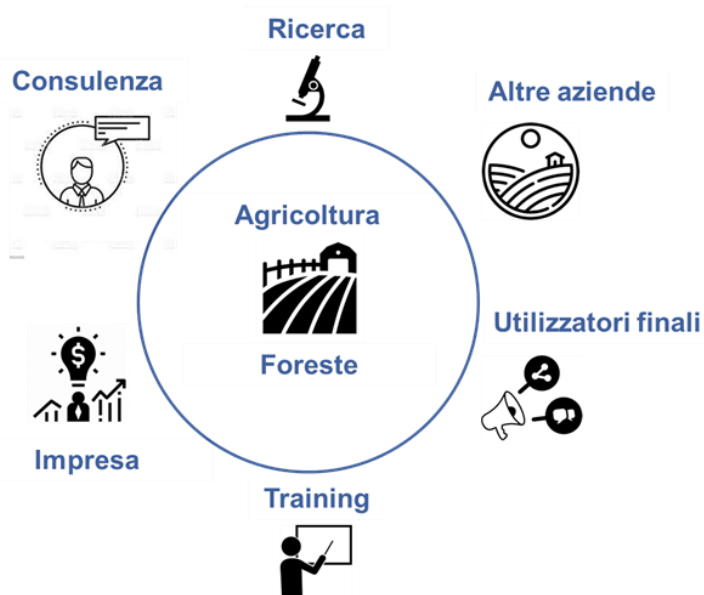 Ricerca
Consulenza
Altre aziende
Agricoltura
Foreste
Utilizzatori finali
Impresa
Training